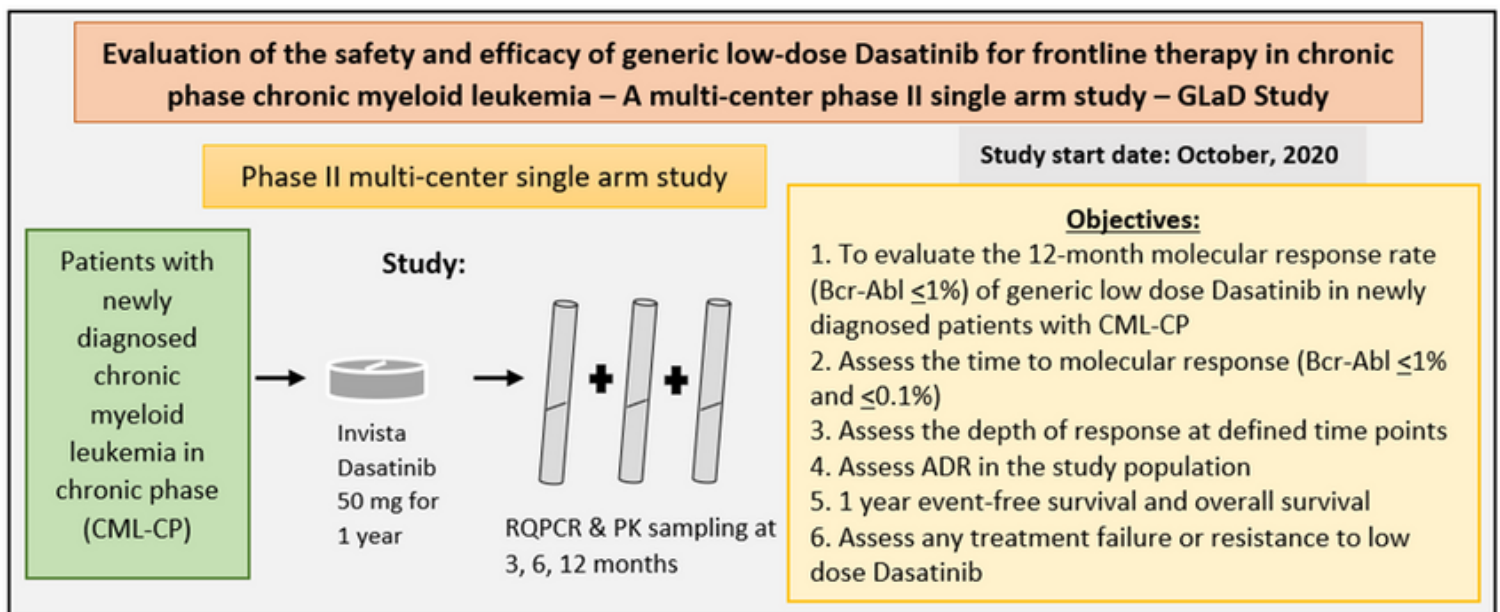 Evaluation of the safety and efficacy of generic low-dose Dasatinib for frontline therapy in chronic
phase chronic myeloid leukemia – A multi-center phase II single arm study – GLaD Study
Study start date: October, 2020
Phase II multi-center single arm study
Patients with
newly
diagnosed
chronic
myeloid
leukemia in
chronic phase
(CML-CP)
Study:
Invista
Dasatinib
50 mg for
1 year
RQPCR & PK sampling at
3, 6, 12 months
Objectives:
1. To evaluate the 12-month molecular response rate
(Bcr-Abl ≤1%) of generic low dose Dasatinib in newly
diagnosed patients with CML-CP
2. Assess the time to molecular response (Bcr-Abl ≤1%
and ≤0.1%)
3. Assess the depth of response at defined time points
4. Assess ADR in the study population
5. 1 year event-free survival and overall survival
6. Assess any treatment failure or resistance to low
dose Dasatinib